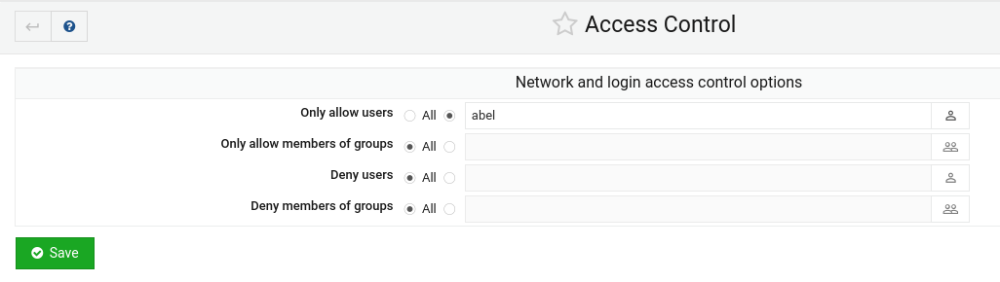 Access Control
Network and login access control options
Only allow users All abel
Only allow members of groups All
Deny users All
Deny members of groups All
Save